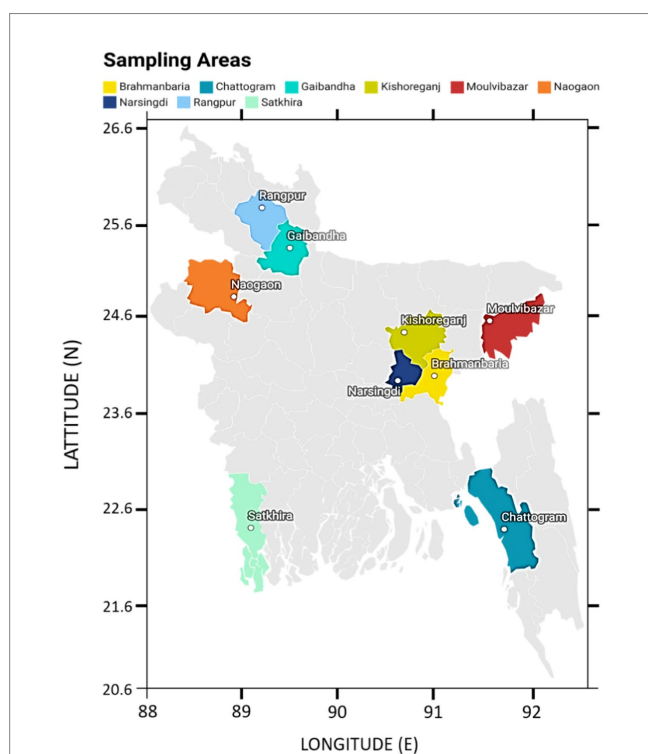 Sampling Areas
Brahmanbaria Chattogram Gaibandha Kishoreganj Moulvibazar Naogaon
Narsingdi Rangpur Satkhira
26.6
Rangpur
25.6
Gaibandha
Naogaon
24.6
Moulvibazar
Kishoreganj
Brahmanbaria
Narsingdi
23.6
LATTITUDE (N)
22.6
Satkhira
Chattogram
21.6
20.6
88 89 90 91 92
LONGITUDE (E)